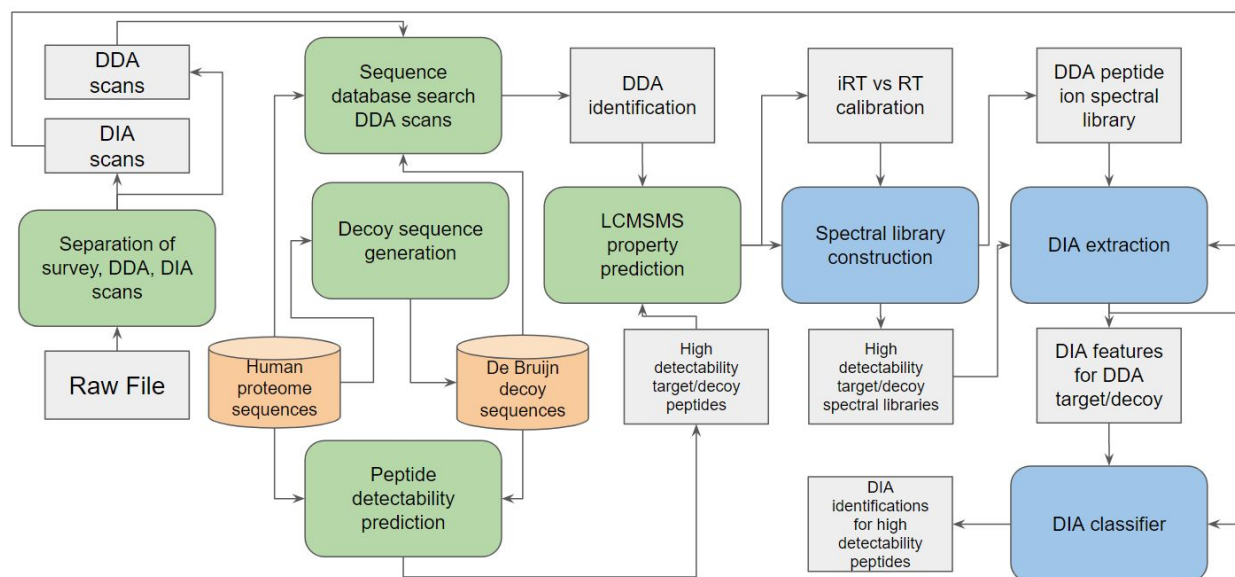 DDA
scans
DIA
scans
Separation of
survey, DDA, DIA
scans
Raw File
Sequence
database search
DDA scans
Decoy sequence
generation
Human
proteome
sequences
De Bruijn
decoy
sequences
Peptide
detectability
prediction
DDA
identification
LCMSMS
property
prediction
High
detectability
target/decoy
peptides
iRT vs RT
calibration
Spectral library
construction
High
detectability
target/decoy
spectral libraries
DIA
identifications
for high
detectability
peptides
DDA peptide
ion spectral
library
DIA extraction
DIA features
for DDA
target/decoy
DIA classifier